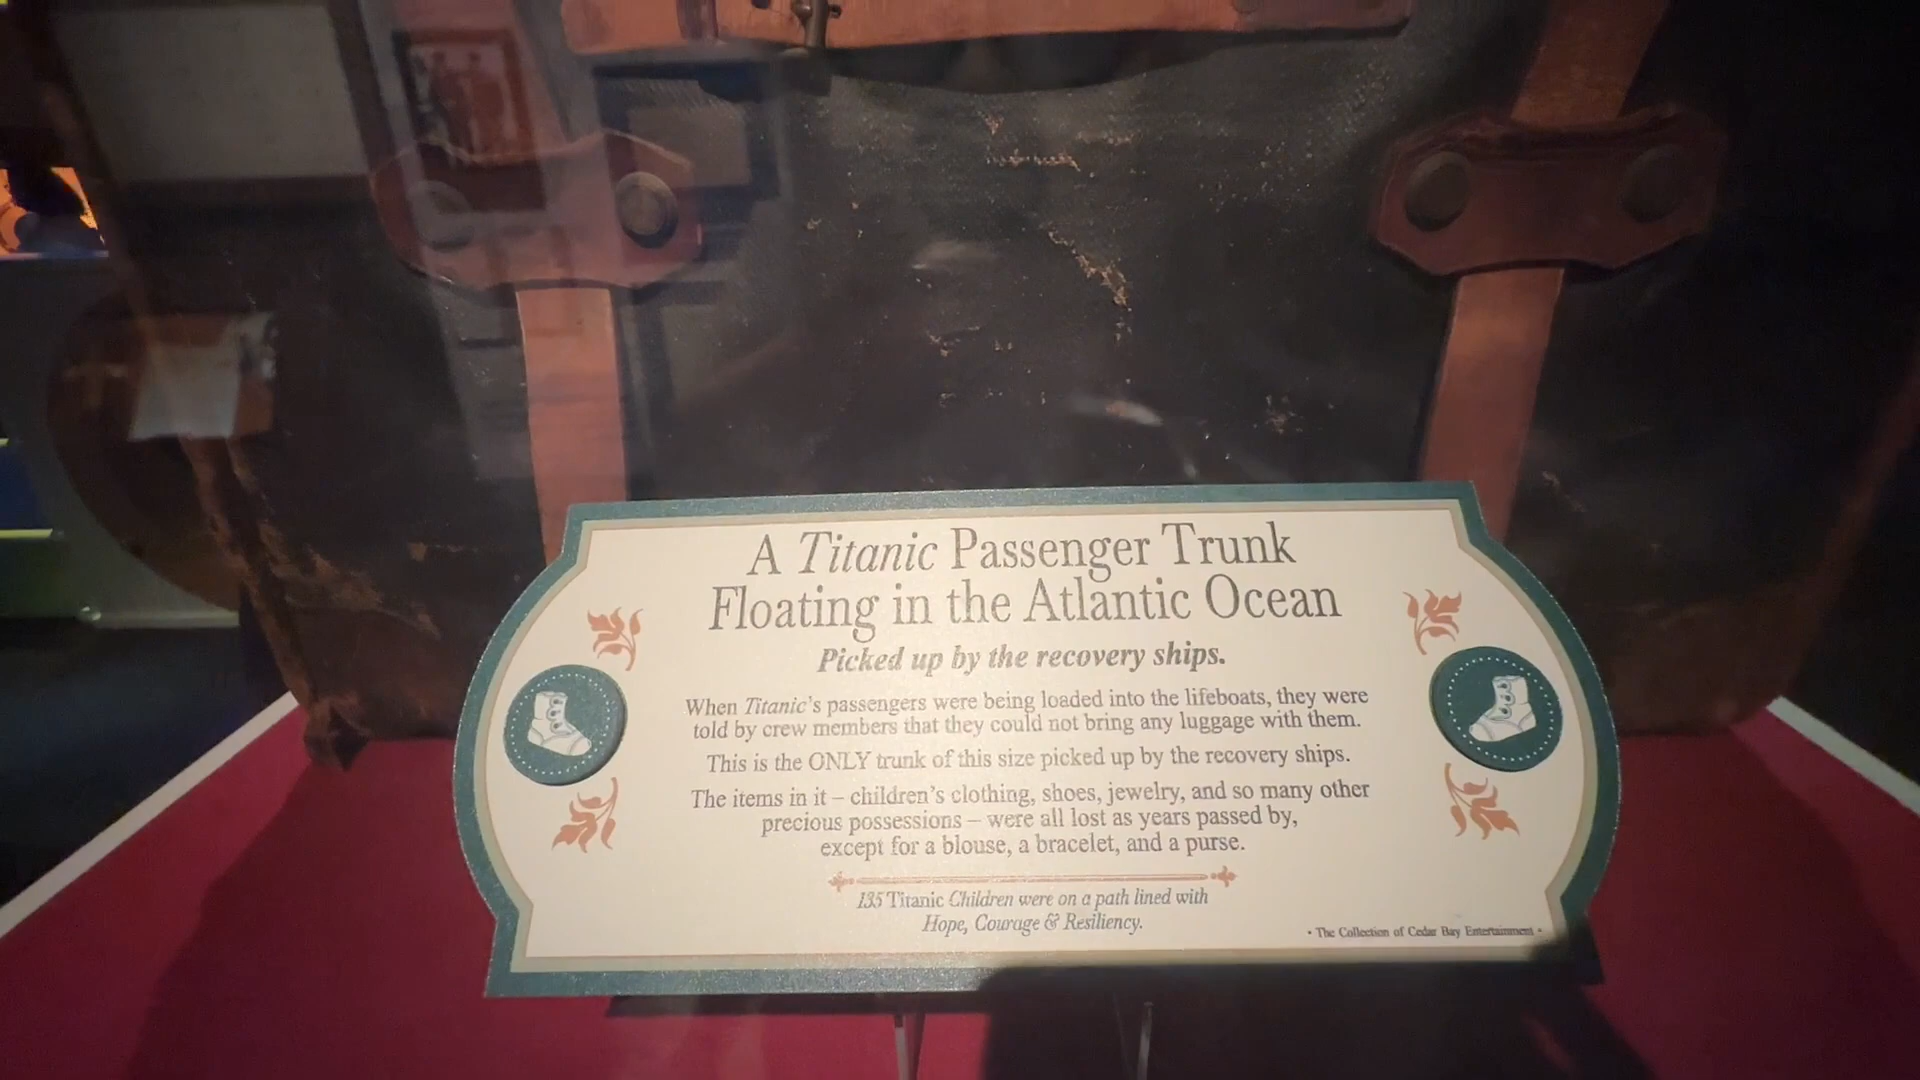 A Titanic Passenger Trunk
Floating in the Atlantic Ocean
Picked up by the recovery ships.
When Titanic's passengers were being loaded into the lifeboats, they were
told by crew members that they could not bring any luggage with them.
This is the ONLY trunk of this size picked up by the recovery ships.
The items in it – children's clothing, shoes, jewelry, and so many other
precious possessions – were all lost as years passed by,
except for a blouse, a bracelet, and a purse.
135 Titanic Children were on a path lined with
Hope, Courage & Resiliency.
• The Collection of Cedar Bay Entertainment •